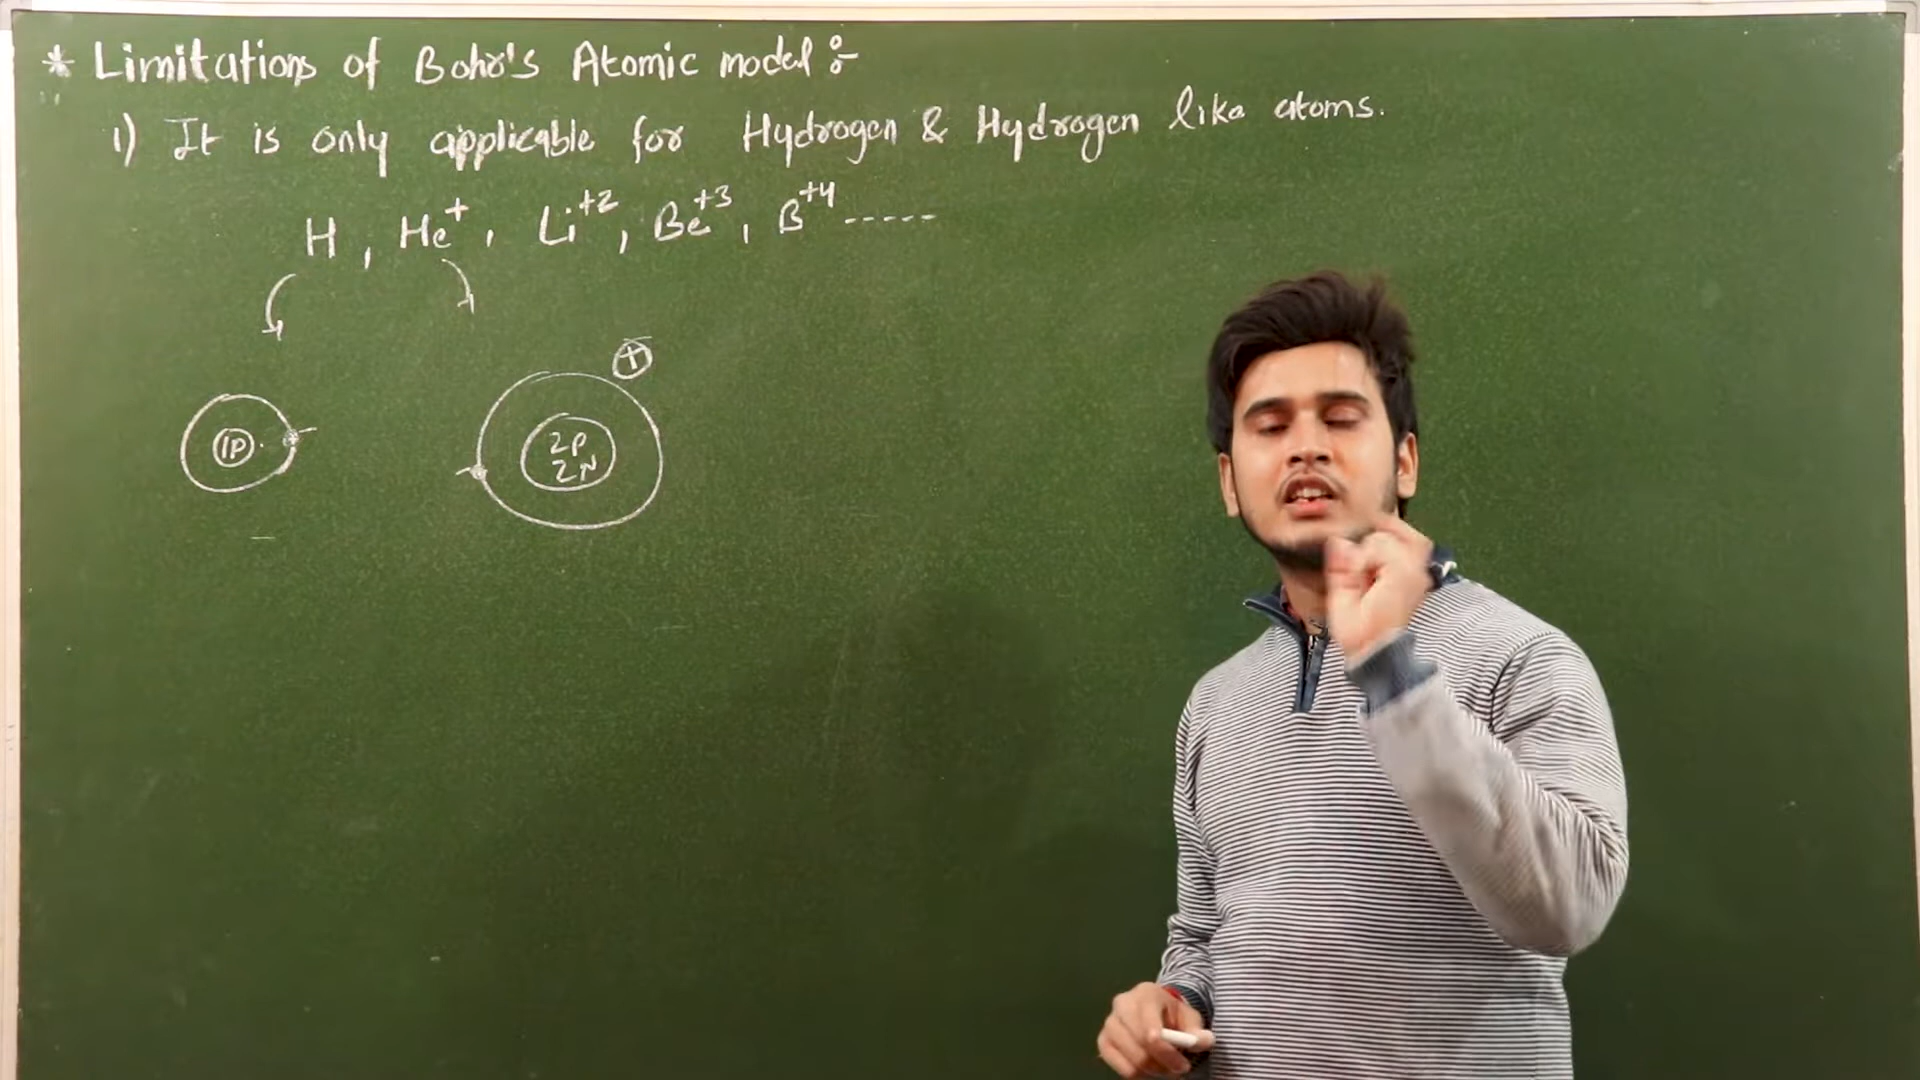 * Limitations of Bohr's Atomic model :-
1) It is only applicable for Hydrogen & Hydrogen like atoms.
H, He⁺, Li⁺², Be⁺³, B⁺⁴ -----
+
1P
2P
2N